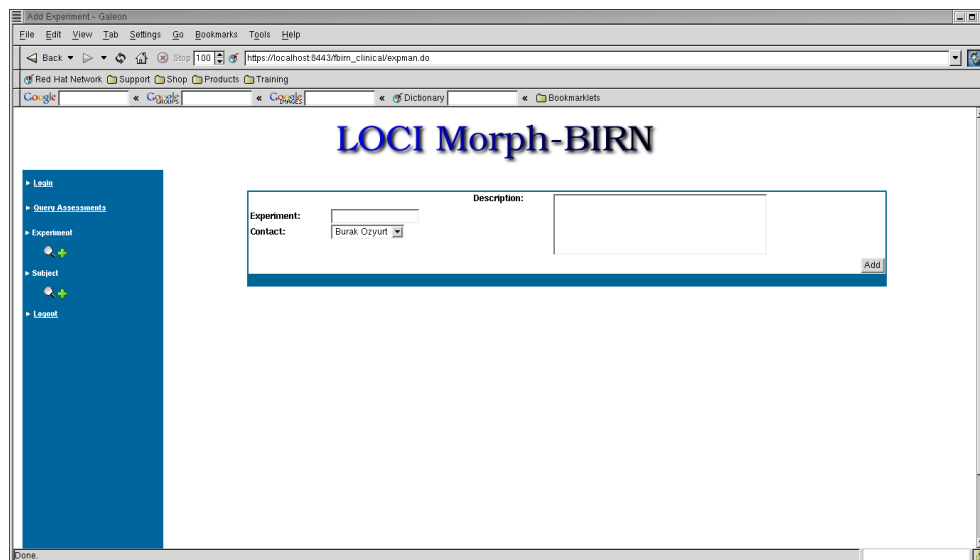 Add Experiment - Galeon
File Edit View Tab Settings Go Bookmarks Tools Help
Back Stop 100 https://localhost:8443/fbirn_clinical/expman.do
Red Hat Network Support Shop Products Training
Google « Google GROUPS « Google IMAGES « Dictionary « Bookmarklets
LOCI Morph-BIRN
Login
Query Assessments
Experiment
Subject
Logout
Description:
Experiment:
Contact: Burak Ozyurt
Add
Done.